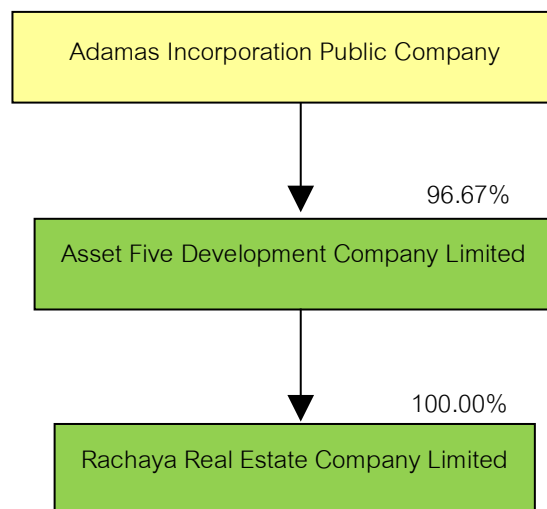 Adamas Incorporation Public Company
96.67%
Asset Five Development Company Limited
100.00%
Rachaya Real Estate Company Limited